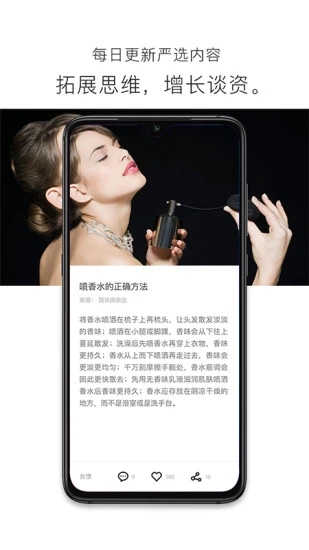 每日更新严选内容
拓展思维，增长谈资。
喷香水的正确方法
将香水喷洒在梳子上再梳头，让头发散发淡淡
的香味；喷洒在小腿或脚踝，香味会从下往上
蔓延散发；洗澡后先喷香水再穿上衣物，香味
更持久；香水从上而下喷洒再走过去，香味会
更淡更均匀；千万别摩擦手腕处，香水前调会
因此更快散去；先用无香味乳液滋润肌肤喷洒
香水后香味更持久；香水应存放在阴凉干燥的
地方，而不是浴室或是洗手台。
反馈